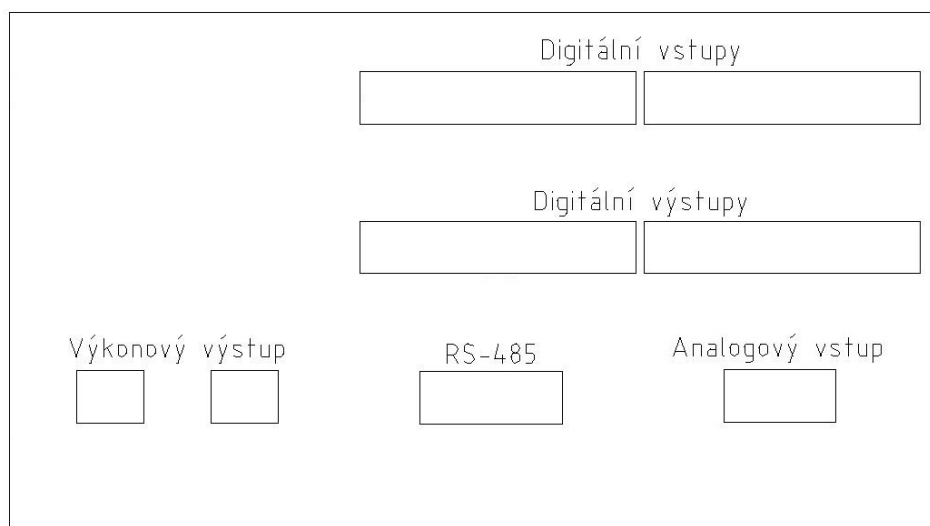 Digitální vstupy
Digitální výstupy
Výkonový výstup
RS-485
Analogový vstup